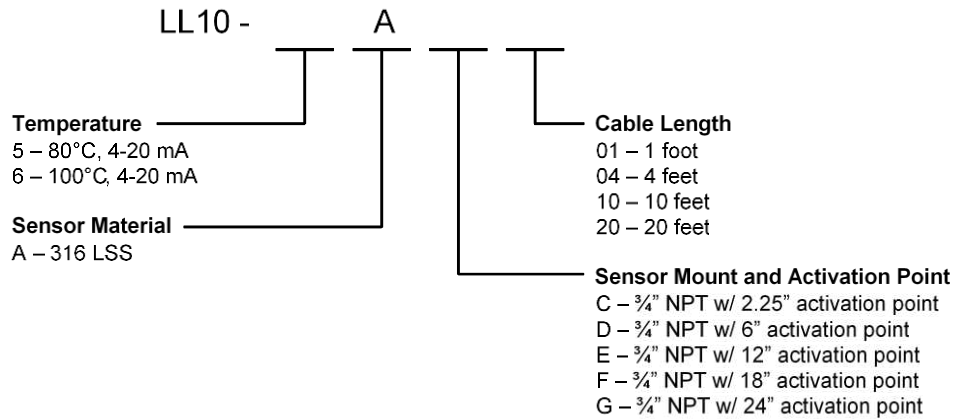 LL10 - A
Temperature
5 – 80°C, 4-20 mA
6 – 100°C, 4-20 mA
Sensor Material
A – 316 LSS
Cable Length
01 – 1 foot
04 – 4 feet
10 – 10 feet
20 – 20 feet
Sensor Mount and Activation Point
C – ¾” NPT w/ 2.25” activation point
D – ¾” NPT w/ 6” activation point
E – ¾” NPT w/ 12” activation point
F – ¾” NPT w/ 18” activation point
G – ¾” NPT w/ 24” activation point